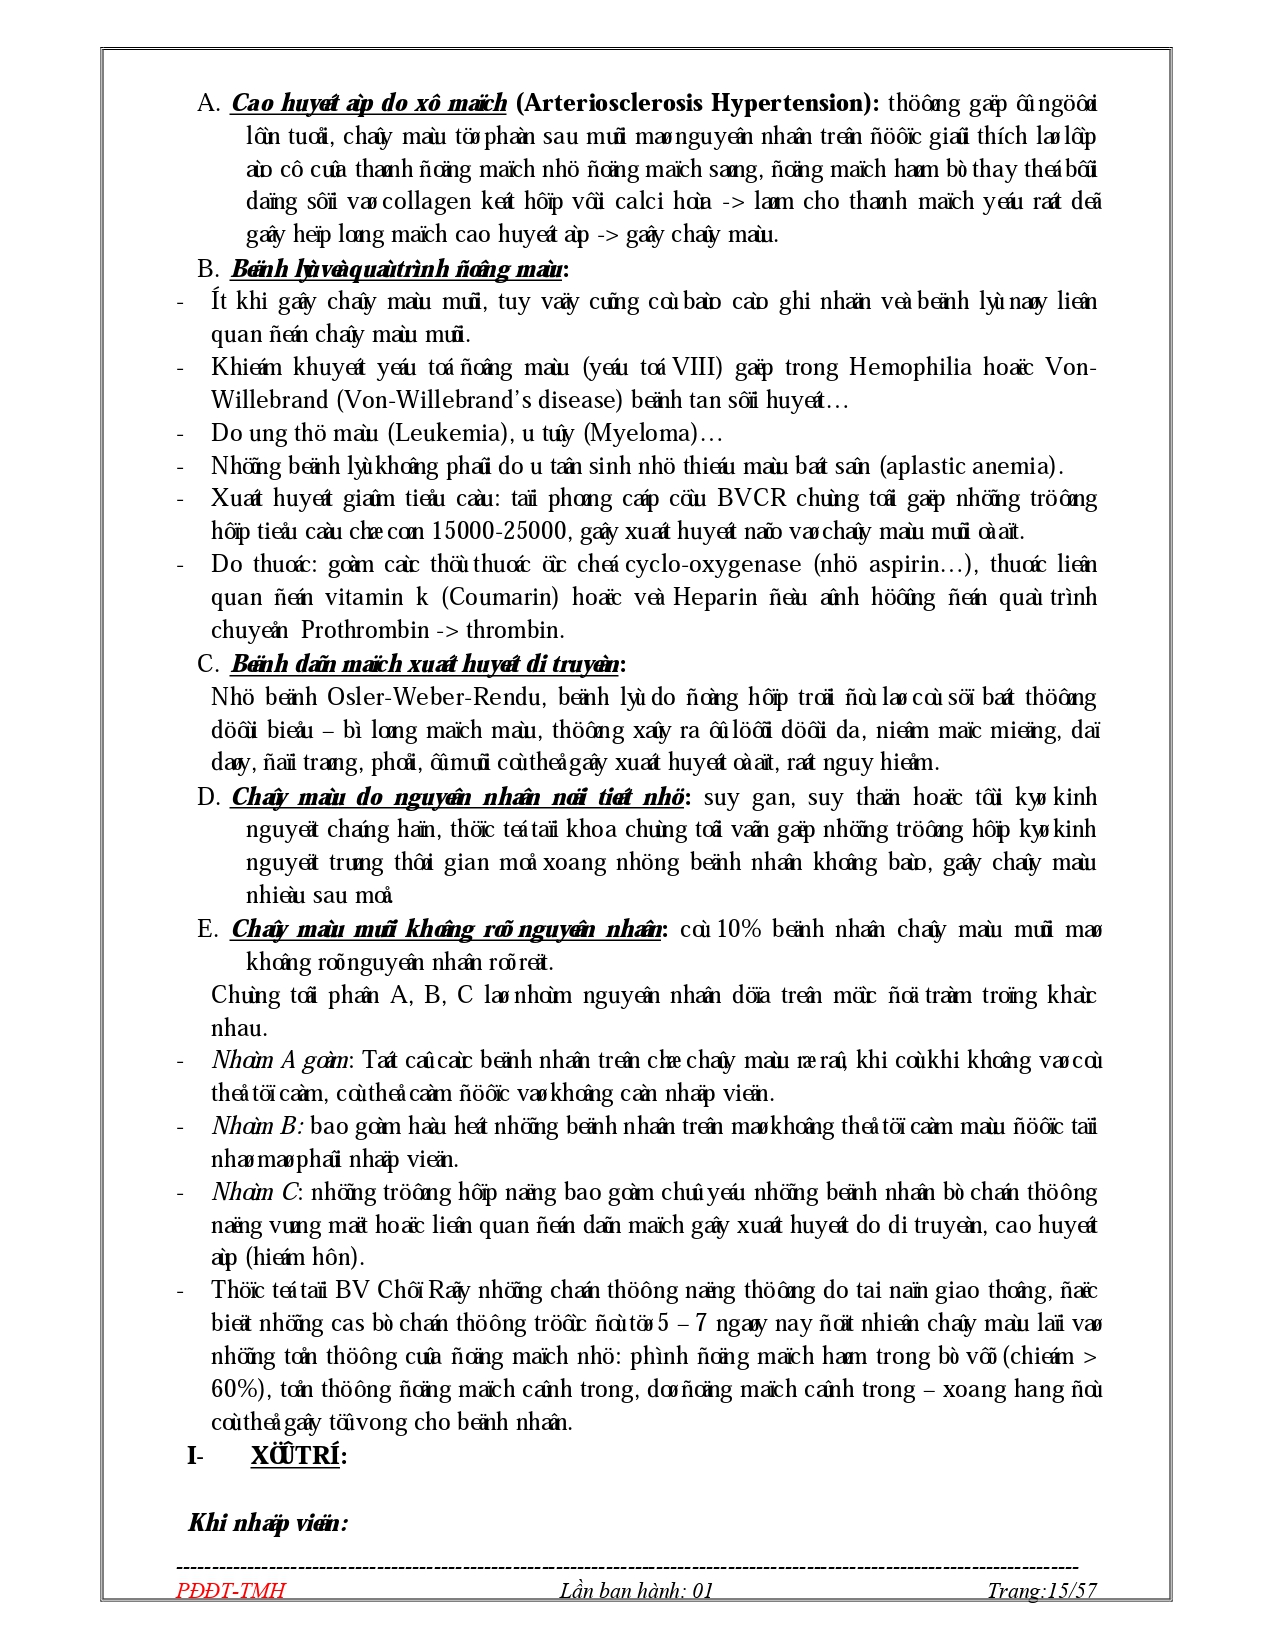 A. Cao huyeát aùp do xô maïch (Arteriosclerosis Hypertension): thöôøng gaëp ôû ngöôøi
lôùn tuoåi, chaûy maùu töø phaàn sau muõi maø nguyeân nhaân treân ñöôïc giaûi thích laø lôùp
aùo cô cuûa thaønh ñoäng maïch nhö ñoäng maïch saøng, ñoäng maïch haøm bò thay theá bôûi
daïng sôïi vaø collagen keát hôïp vôùi calci hoùa -> laøm cho thaønh maïch yeáu raát deã
gaây heïp loøng maïch cao huyeát aùp -> gaây chaûy maùu.
B. Beänh lyù veà quaù trình ñoâng maùu:
- Ít khi gaây chaûy maùu muõi, tuy vaäy cuõng coù baùo caùo ghi nhaän veà beänh lyù naøy lieân
quan ñeán chaûy maùu muõi.
- Khieám khuyeát yeáu toá ñoâng maùu (yeáu toá VIII) gaëp trong Hemophilia hoaëc Von-
Willebrand (Von-Willebrand’s disease) beänh tan sôïi huyeát…
- Do ung thö maùu (Leukemia), u tuûy (Myeloma)…
- Nhöõng beänh lyù khoâng phaûi do u taân sinh nhö thieáu maùu baát saûn (aplastic anemia).
- Xuaát huyeát giaûm tieåu caàu: taïi phoøng caáp cöùu BVCR chuùng toâi gaëp nhöõng tröôøng
hôïp tieåu caàu chæ coøn 15000-25000, gaây xuaát huyeát naõo vaø chaûy maùu muõi oà aït.
- Do thuoác: goàm caùc thöù thuoác öùc cheá cyclo-oxygenase (nhö aspirin…), thuoác lieân
quan ñeán vitamin k (Coumarin) hoaëc veà Heparin ñeàu aûnh höôûng ñeán quaù trình
chuyeån Prothrombin -> thrombin.
C. Beänh daõn maïch xuaát huyeát di truyeàn:
Nhö beänh Osler-Weber-Rendu, beänh lyù do ñoàng hôïp troäi ñoù laø coù söï baát thöôøng
döôùi bieåu – bì loøng maïch maùu, thöôøng xaûy ra ôû löôõi döôùi da, nieâm maïc mieäng, daï
daøy, ñaïi traøng, phoåi, ôû muõi coù theå gaây xuaát huyeát oà aït, raát nguy hieåm.
D. Chaûy maùu do nguyeân nhaân noäi tieát nhö: suy gan, suy thaän hoaëc tôùi kyø kinh
nguyeät chaúng haïn, thöïc teá taïi khoa chuùng toâi vaãn gaëp nhöõng tröôøng hôïp kyø kinh
nguyeät truøng thôøi gian moå xoang nhöng beänh nhaân khoâng baùo, gaây chaûy maùu
nhieàu sau moå.
E. Chaûy maùu muõi khoâng roõ nguyeân nhaân: coù 10% beänh nhaân chaûy maùu muõi maø
khoâng roõ nguyeân nhaân roõ reät.
Chuùng toâi phaân A, B, C laø nhoùm nguyeân nhaân döïa treân möùc ñoä traàm troïng khaùc
nhau.
- Nhoùm A goàm: Taát caû caùc beänh nhaân treân chæ chaûy maùu ræ raû, khi coù khi khoâng vaø coù
theå töï caàm, coù theå caàm ñöôïc vaø khoâng caàn nhaäp vieän.
- Nhoùm B: bao goàm haàu heát nhöõng beänh nhaân treân maø khoâng theå töï caàm maùu ñöôïc taïi
nhaø maø phaûi nhaäp vieän.
- Nhoùm C: nhöõng tröôøng hôïp naëng bao goàm chuû yeáu nhöõng beänh nhaân bò chaán thöông
naëng vuøng maët hoaëc lieân quan ñeán daõn maïch gaây xuaát huyeát do di truyeàn, cao huyeát
aùp (hieám hôn).
- Thöïc teá taïi BV Chôï Raãy nhöõng chaán thöông naëng thöôøng do tai naïn giao thoâng, ñaëc
bieät nhöõng cas bò chaán thöông tröôùc ñoù töø 5 – 7 ngaøy nay ñoät nhieân chaûy maùu laïi vaø
nhöõng toån thöông cuûa ñoäng maïch nhö: phình ñoäng maïch haøm trong bò vôõ (chieám >
60%), toån thöông ñoäng maïch caûnh trong, doø ñoäng maïch caûnh trong – xoang hang ñoù
coù theå gaây töû vong cho beänh nhaân.
I- XÖÛ TRÍ:
Khi nhaäp vieän:
PĐĐT-TMH Lần ban hành: 01 Trang:15/57